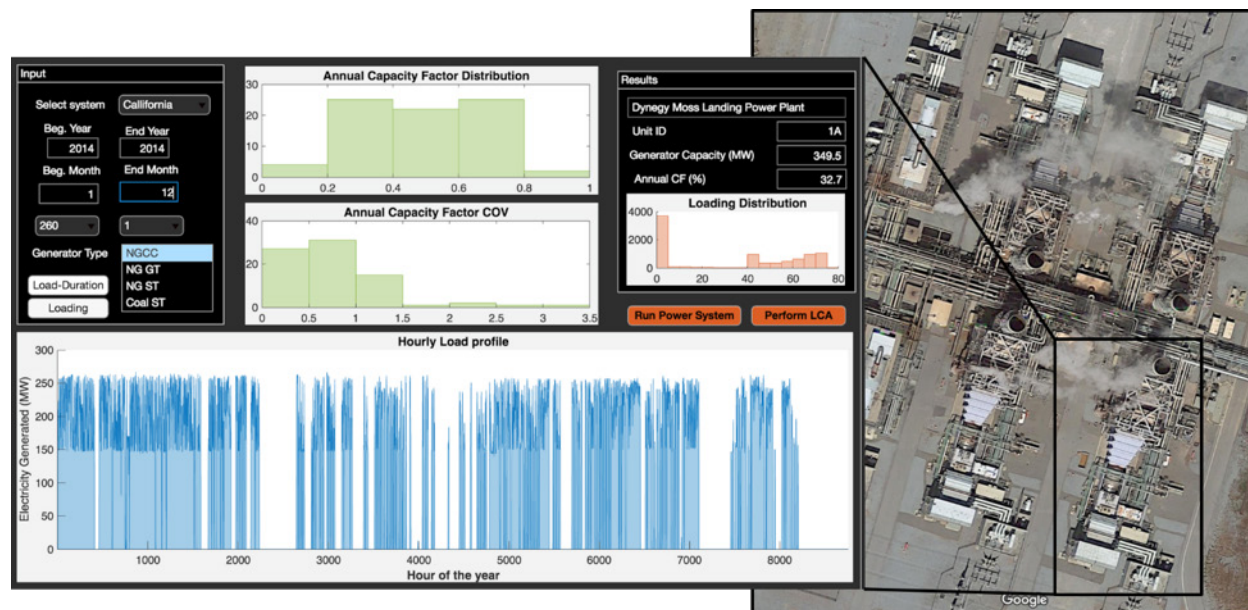 Input
Select system
Callifornia
Beg. Year
End Year
2014
2014
Beg. Month
End Month
1
12
260
1
Generator Type
NGCC
NG GT
NG ST
Coal ST
Load-Duration
Loading
Annual Capacity Factor Distribution
30
20
10
0
0 0.2 0.4 0.6 0.8 1
Annual Capacity Factor COV
40
20
0
0 0.5 1 1.5 2 2.5 3 3.5
Results
Dynegy Moss Landing Power Plant
Unit ID 1A
Generator Capacity (MW) 349.5
Annual CF (%) 32.7
Loading Distribution
4000
2000
0
0 20 40 60 80
Run Power System
Perform LCA
Hourly Load profile
Electricity Generated (MW)
300
250
200
150
100
50
0
1000 2000 3000 4000 5000 6000 7000 8000
Hour of the year
Google